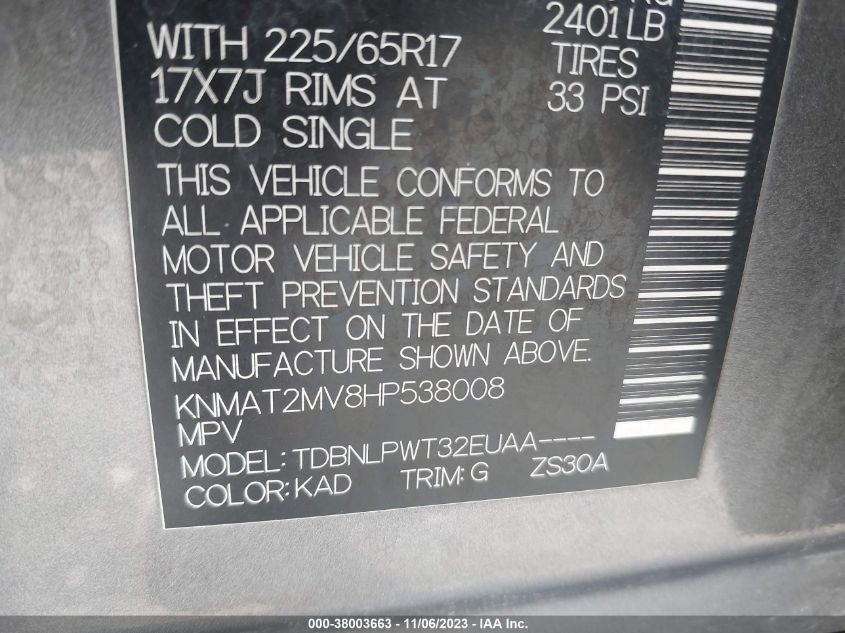 2401 LB
WITH 225/65R17 TIRES
17X7J RIMS AT 33 PSI
COLD SINGLE
THIS VEHICLE CONFORMS TO
ALL APPLICABLE FEDERAL
MOTOR VEHICLE SAFETY AND
THEFT PREVENTION STANDARDS
IN EFFECT ON THE DATE OF
MANUFACTURE SHOWN ABOVE.
KNMAT2MV8HP538008
MPV
MODEL: TDBNLPWT32EUAA----
COLOR: KAD TRIM: G ZS30A
000-38003663 - 11/06/2023 - IAA Inc.